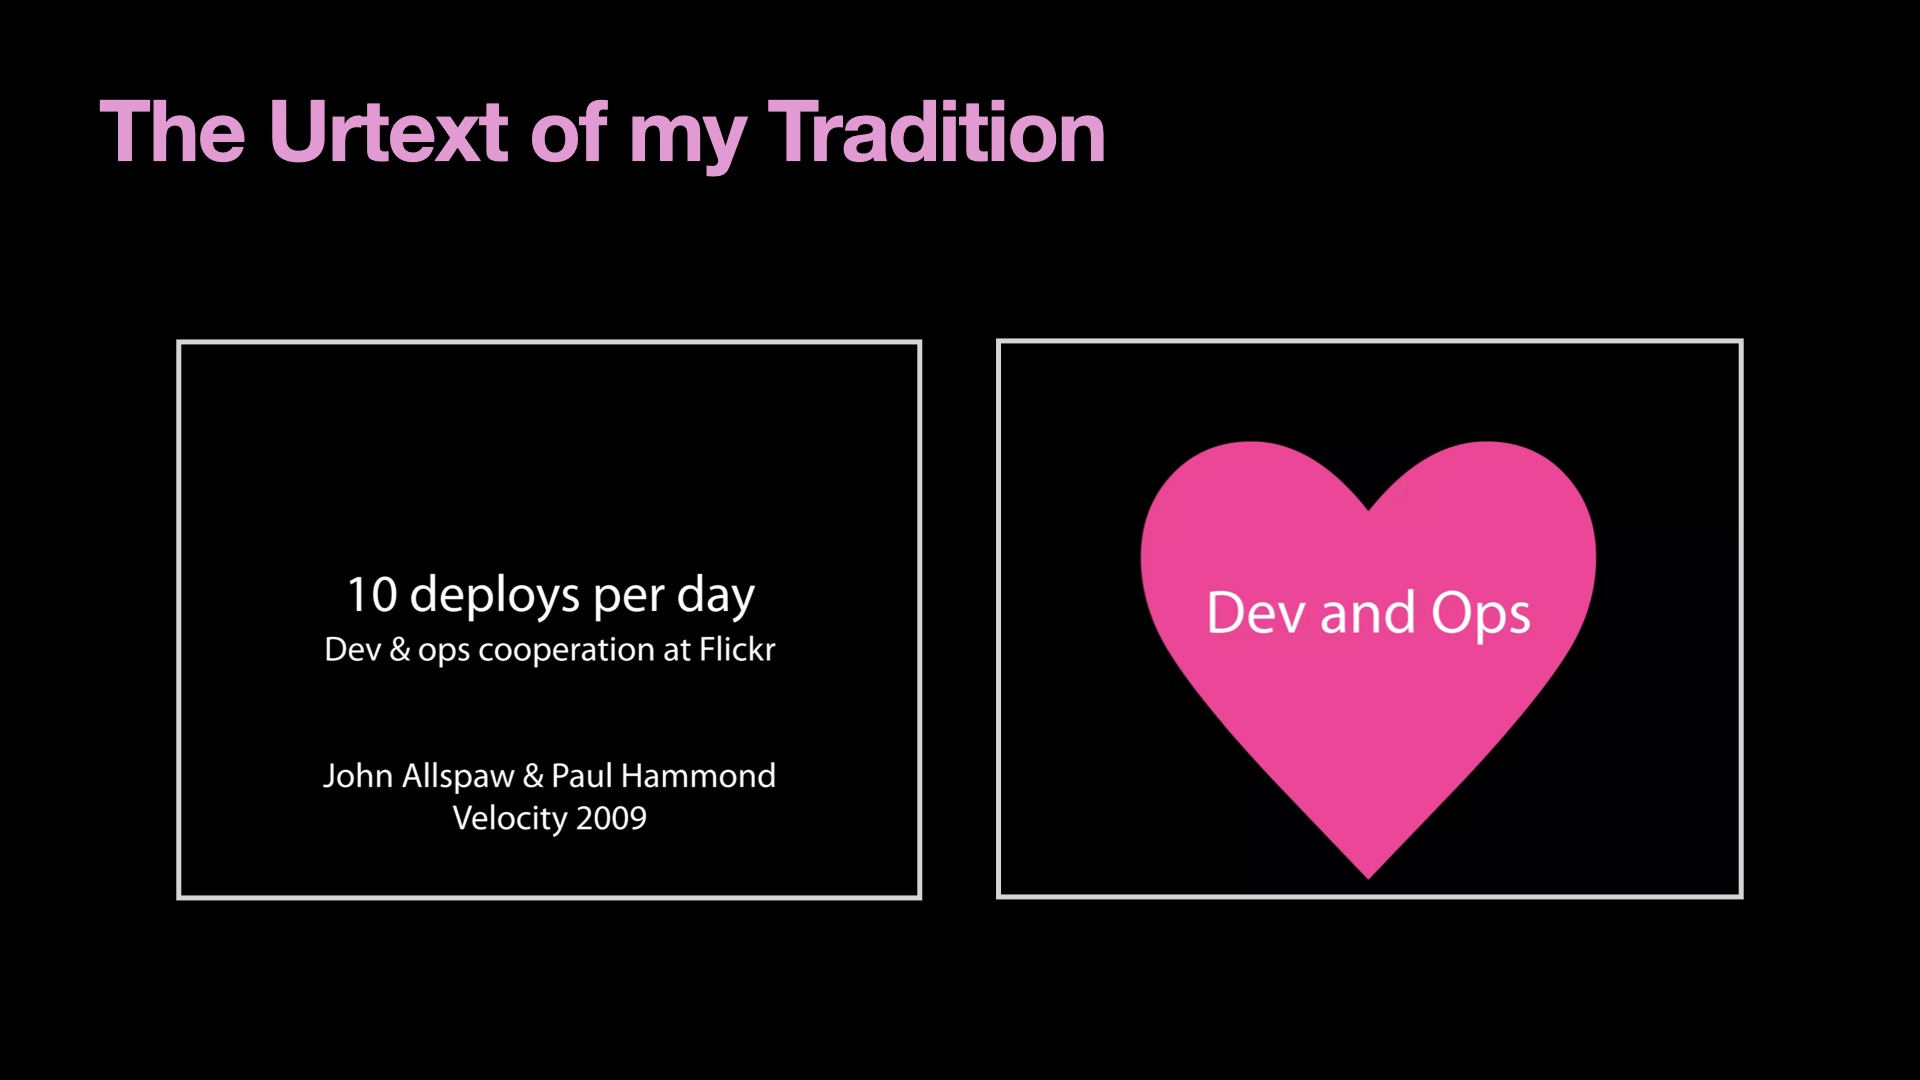 The Urtext of my Tradition
10 deploys per day
Dev & ops cooperation at Flickr
John Allspaw & Paul Hammond
Velocity 2009
Dev and Ops